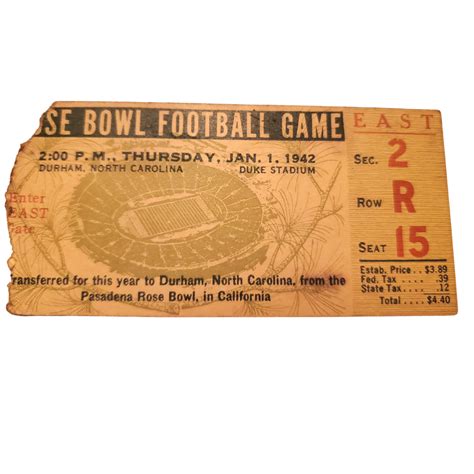 OSE BOWL FOOTBALL GAME
2:00 P.M., THURSDAY, JAN. 1, 1942
DURHAM, NORTH CAROLINA DUKE STADIUM
Enter
EAST
Gate
ransferred for this year to Durham, North Carolina, from the
Pasadena Rose Bowl, in California
EAST
SEC. 2
ROW R
SEAT 15
Estab. Price .. $3.89
Fed. Tax .... .39
State Tax.. .12
Total .... $4.40